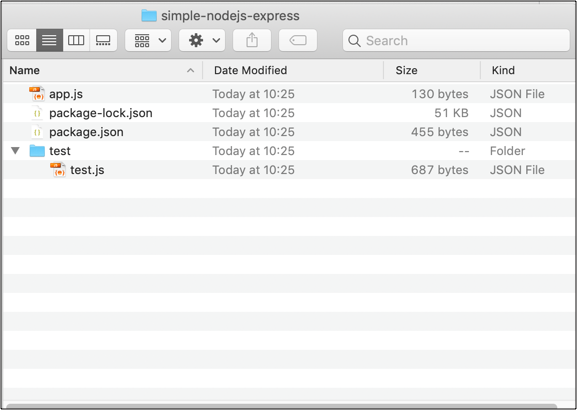 simple-nodejs-express
Search
Name Date Modified Size Kind
app.js Today at 10:25 130 bytes JSON File
package-lock.json Today at 10:25 51 KB JSON
package.json Today at 10:25 455 bytes JSON
test Today at 10:25 -- Folder
test.js Today at 10:25 687 bytes JSON File